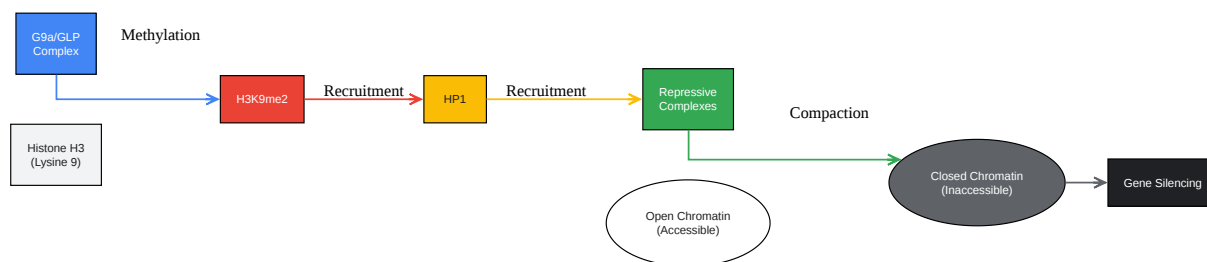 G9a/GLP
Complex
Methylation
H3K9me2
Recruitment
HP1
Recruitment
Repressive
Complexes
Compaction
Histone H3
(Lysine 9)
Closed Chromatin
(Inaccessible)
Gene Silencing
Open Chromatin
(Accessible)